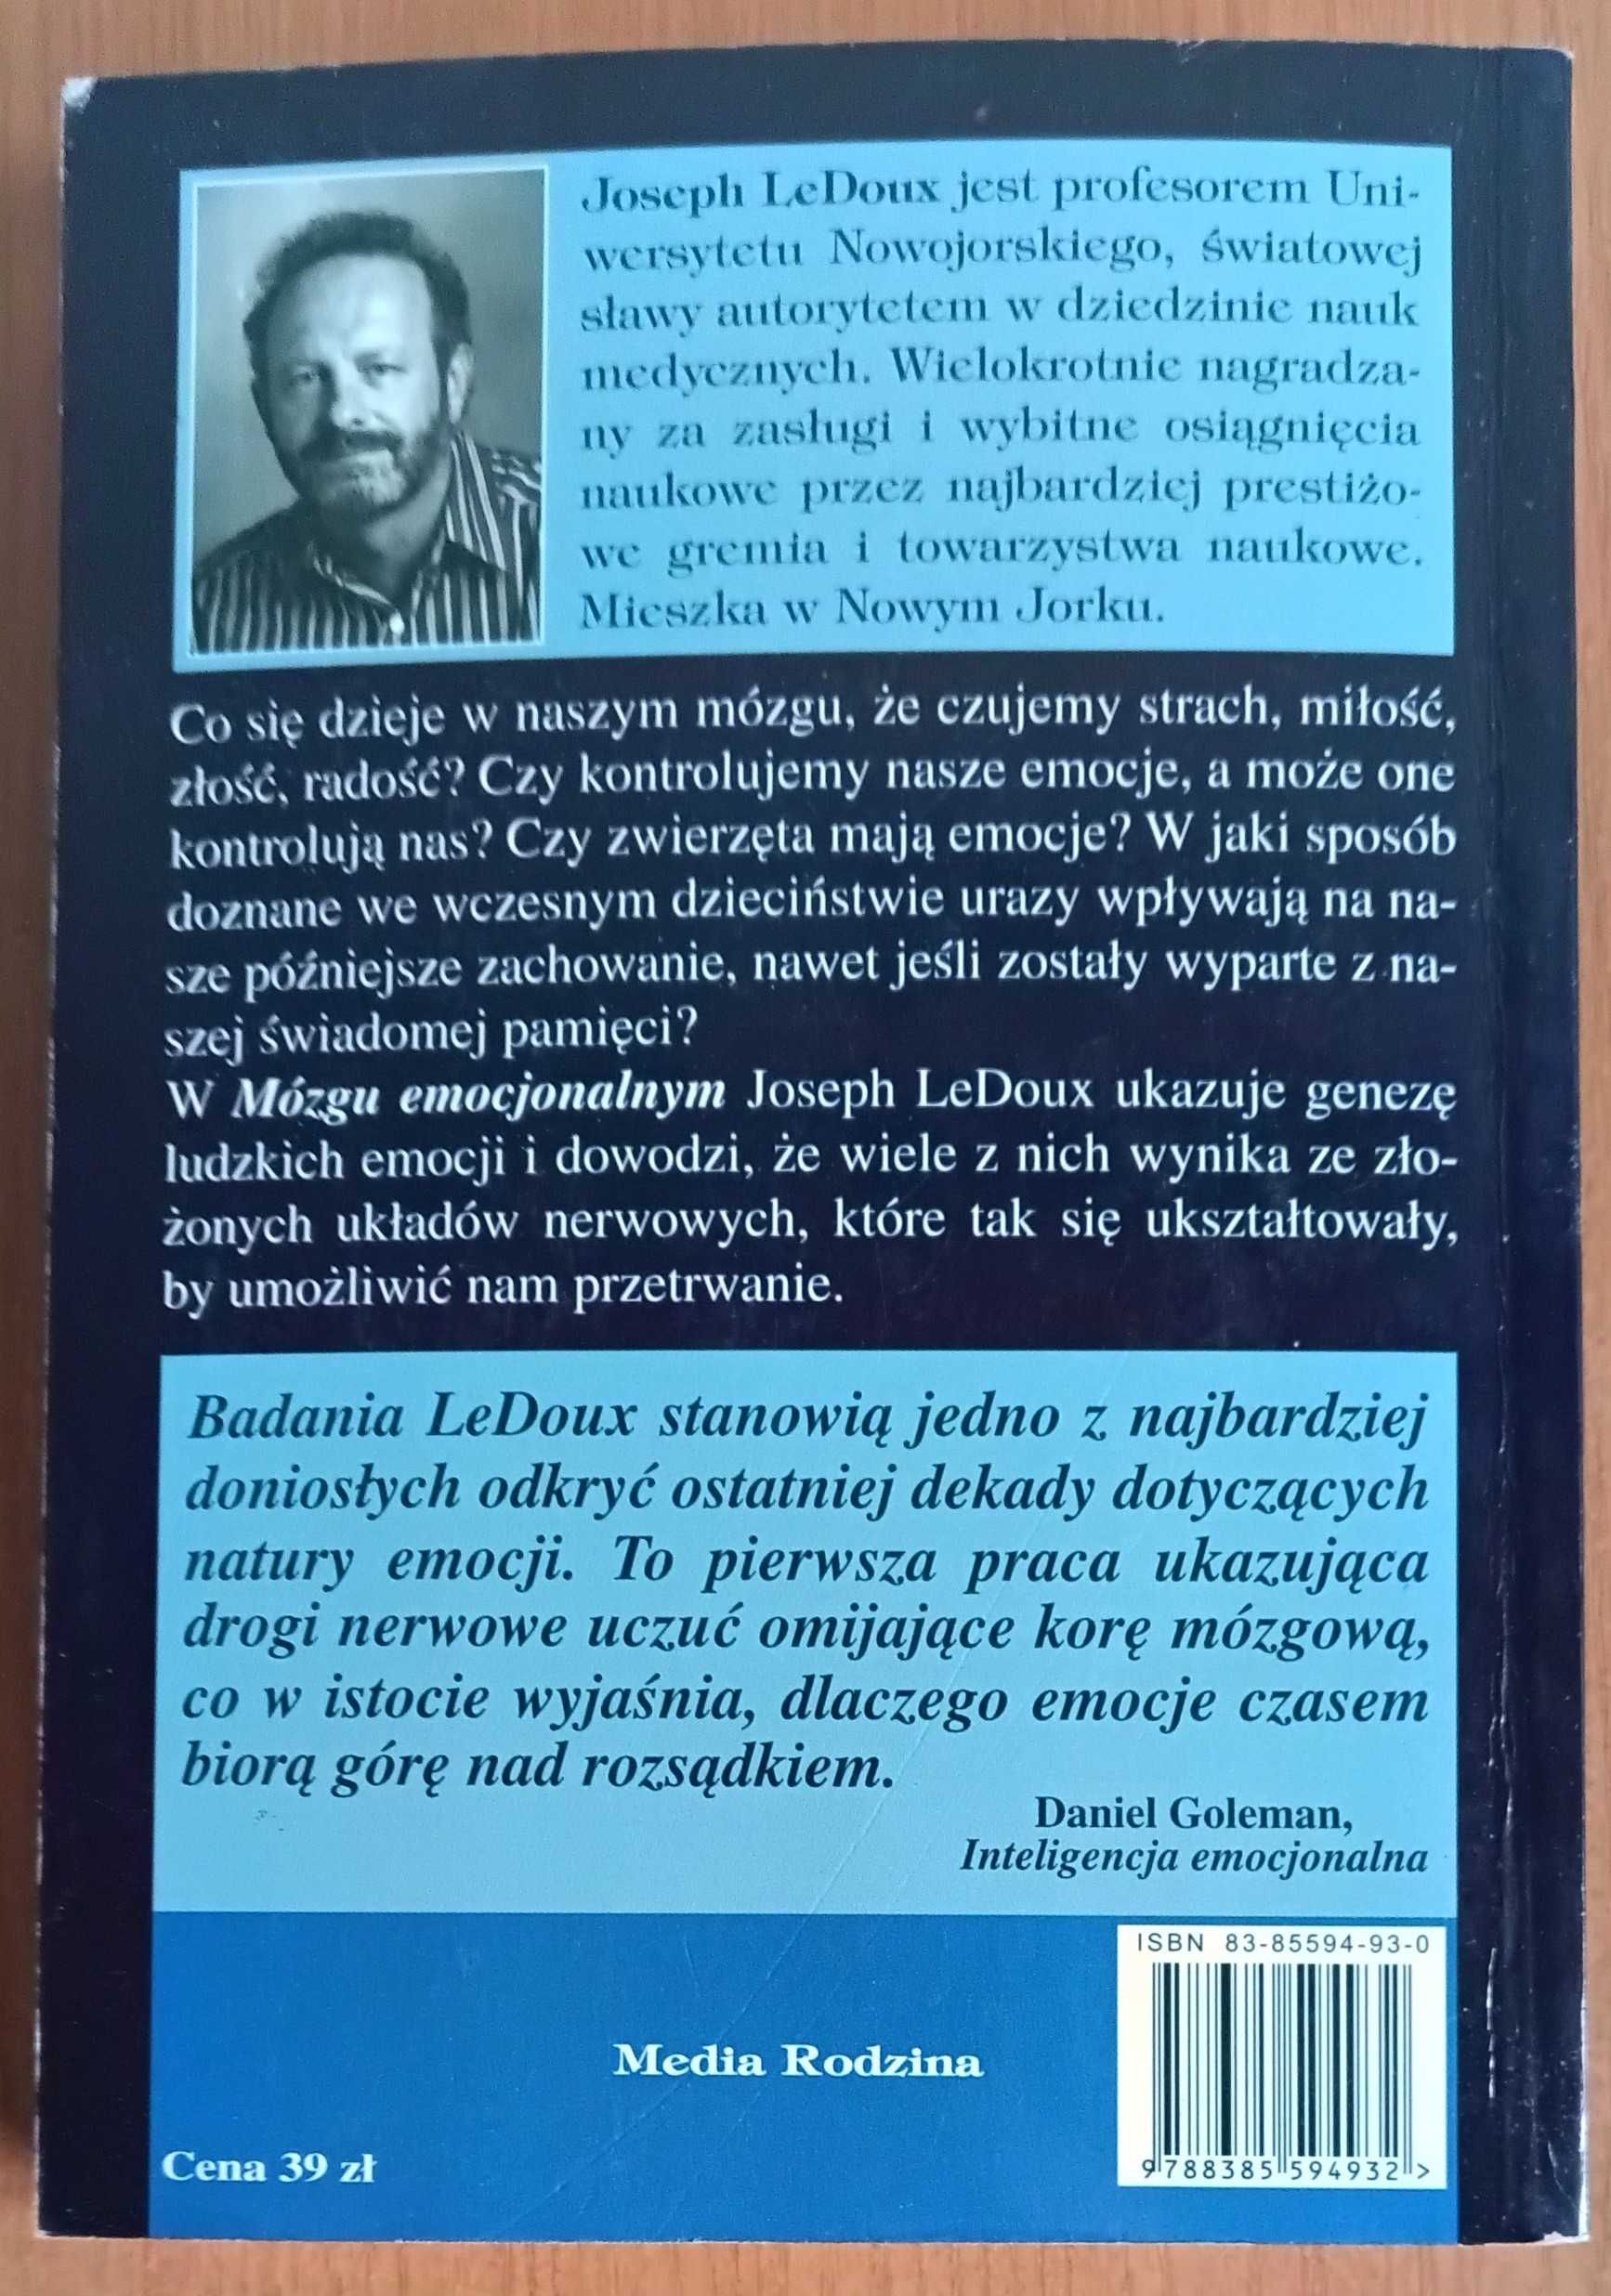 Joseph LeDoux jest profesorem Uni-
wersytetu Nowojorskiego, światowej
sławy autorytetem w dziedzinie nauk
medycznych. Wielokrotnie nagradza-
ny za zasługi i wybitne osiągnięcia
naukowe przez najbardziej prestiżo-
we gremia i towarzystwa naukowe.
Mieszka w Nowym Jorku.
Co się dzieje w naszym mózgu, że czujemy strach, miłość,
złość, radość? Czy kontrolujemy nasze emocje, a może one
kontrolują nas? Czy zwierzęta mają emocje? W jaki sposób
doznane we wczesnym dzieciństwie urazy wpływają na na-
sze późniejsze zachowanie, nawet jeśli zostały wyparte z na-
szej świadomej pamięci?
W Mózgu emocjonalnym Joseph LeDoux ukazuje genezę
ludzkich emocji i dowodzi, że wiele z nich wynika ze zło-
żonych układów nerwowych, które tak się ukształtowały,
by umożliwić nam przetrwanie.
Badania LeDoux stanowią jedno z najbardziej
doniosłych odkryć ostatniej dekady dotyczących
natury emocji. To pierwsza praca ukazująca
drogi nerwowe uczuć omijające korę mózgową,
co w istocie wyjaśnia, dlaczego emocje czasem
biorą górę nad rozsądkiem.
Daniel Goleman,
Inteligencja emocjonalna
ISBN 83-85594-93-0
Media Rodzina
9788385594932>
Cena 39 zł